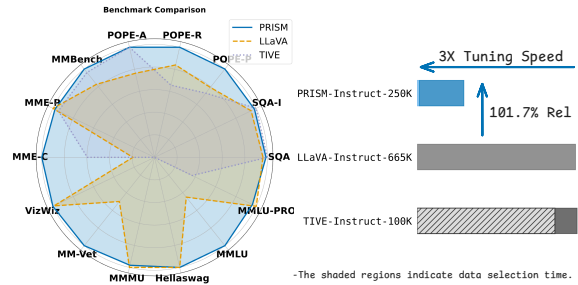 Benchmark Comparison
PRISM
LLaVA
TIVE
POPE-A
POPE-R
POPE-P
MMBench
MME-P
SQA-I
MME-C
SQA
VizWiz
MMLU-PRO
MM-Vet
MMLU
MMMU
Hellaswag
3X Tuning Speed
PRISM-Instruct-250K
101.7% Rel
LLaVA-Instruct-665K
TIVE-Instruct-100K
-The shaded regions indicate data selection time.